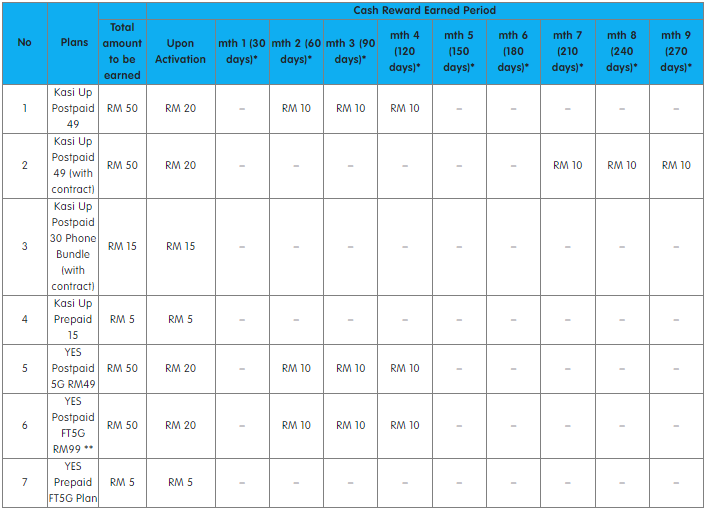 Cash Reward Earned Period
No Plans Total amount to be earned Upon Activation mth 1 (30 days)* mth 2 (60 days)* mth 3 (90 days)* mth 4 (120 days)* mth 5 (150 days)* mth 6 (180 days)* mth 7 (210 days)* mth 8 (240 days)* mth 9 (270 days)*
1 Kasi Up Postpaid 49 RM 50 RM 20 – RM 10 RM 10 RM 10 – – – – –
2 Kasi Up Postpaid 49 (with contract) RM 50 RM 20 – – – – – – RM 10 RM 10 RM 10
3 Kasi Up Postpaid 30 Phone Bundle (with contract) RM 15 RM 15 – – – – – – – – –
4 Kasi Up Prepaid 15 RM 5 RM 5 – – – – – – – – –
5 YES Postpaid 5G RM49 RM 50 RM 20 – RM 10 RM 10 RM 10 – – – – –
6 YES Postpaid FT5G RM99 ** RM 50 RM 20 – RM 10 RM 10 RM 10 – – – – –
7 YES Prepaid FT5G Plan RM 5 RM 5 – – – – – – – – –